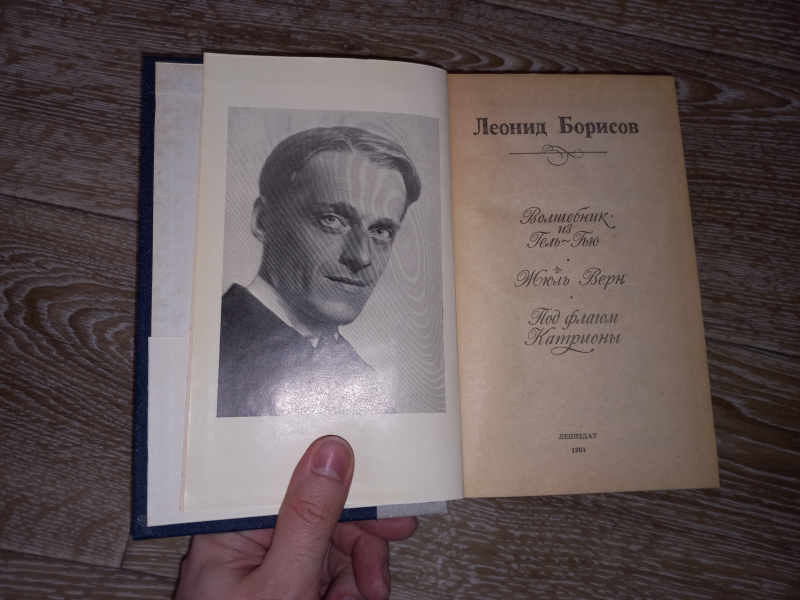 Леонид Борисов
Волшебник
из
Гель-Гью
Жюль Верн
Под флагом
Катрионы
ЛЕНИЗДАТ
1981